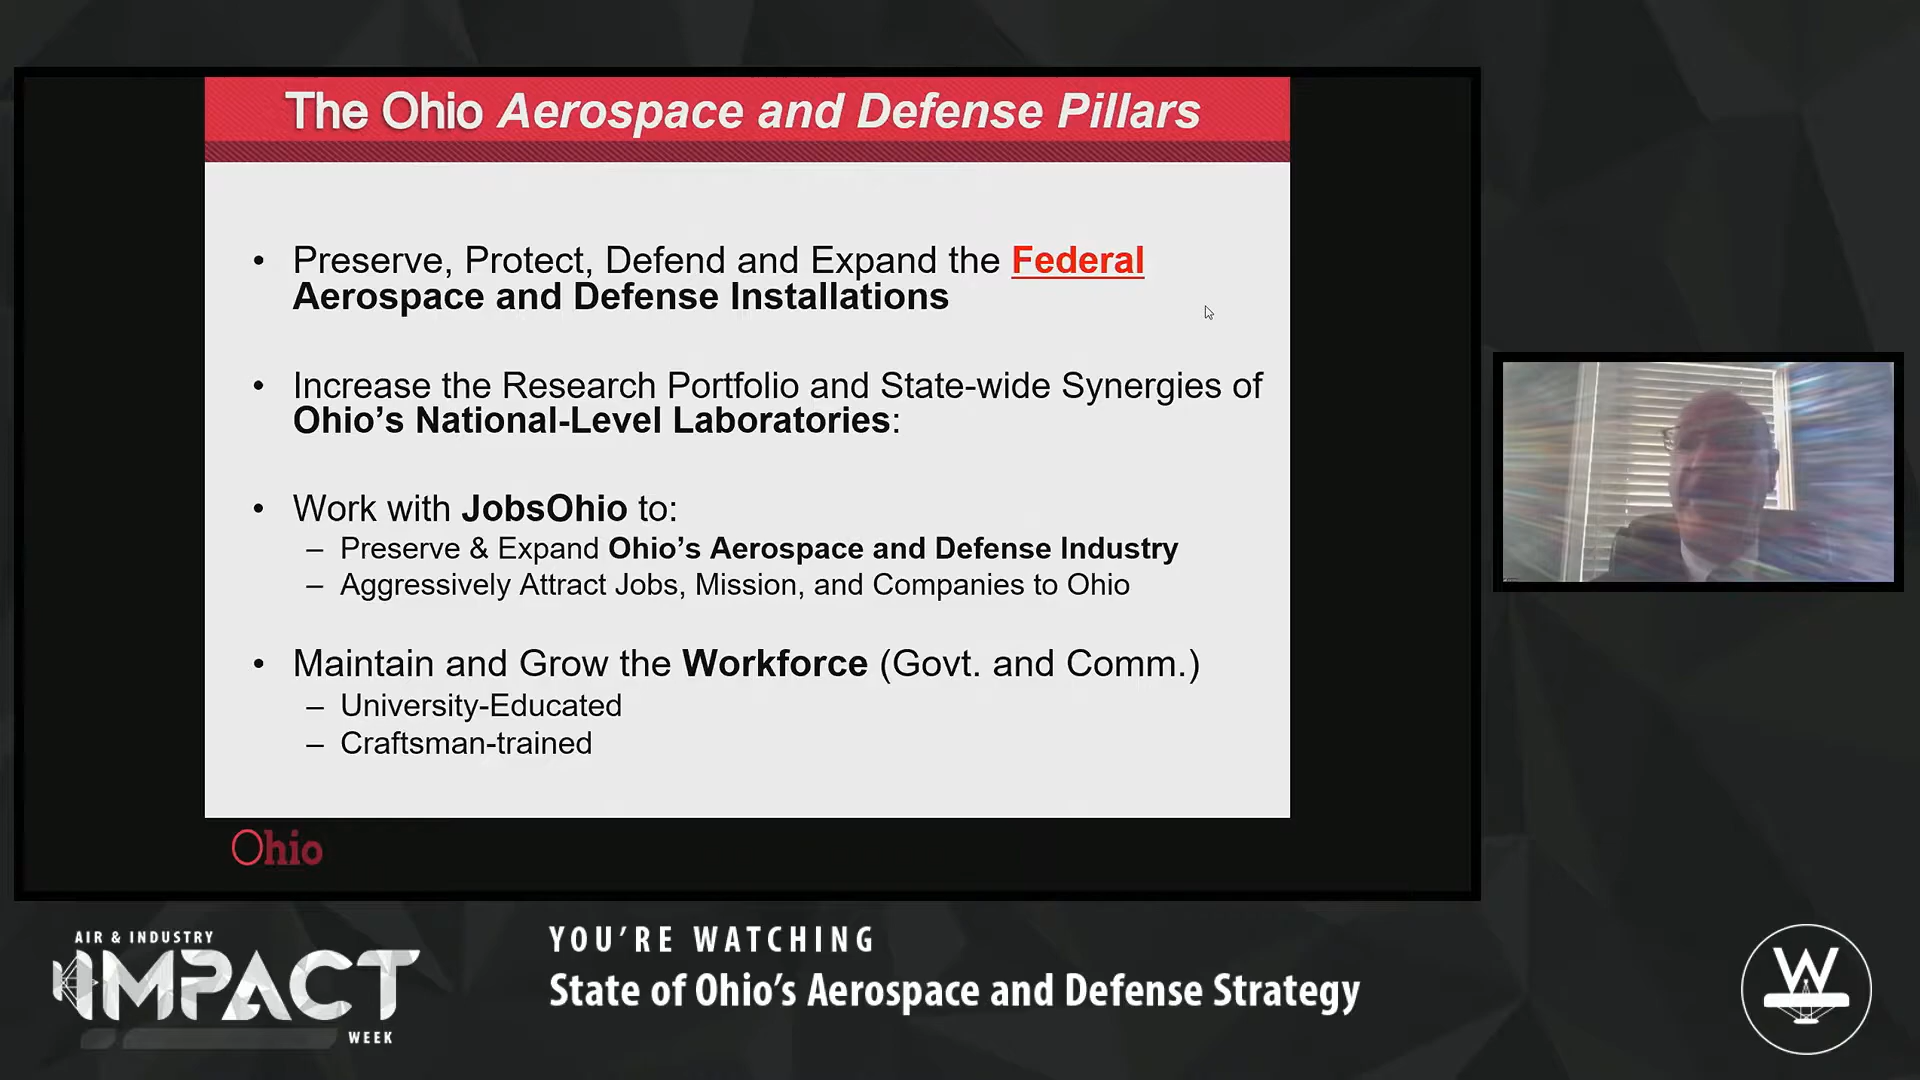 The Ohio Aerospace and Defense Pillars
• Preserve, Protect, Defend and Expand the Federal
Aerospace and Defense Installations
• Increase the Research Portfolio and State-wide Synergies of
Ohio’s National-Level Laboratories:
• Work with JobsOhio to:
– Preserve & Expand Ohio’s Aerospace and Defense Industry
– Aggressively Attract Jobs, Mission, and Companies to Ohio
• Maintain and Grow the Workforce (Govt. and Comm.)
– University-Educated
– Craftsman-trained
Ohio
AIR & INDUSTRY
IMPACT
WEEK
YOU’RE WATCHING
State of Ohio’s Aerospace and Defense Strategy
W